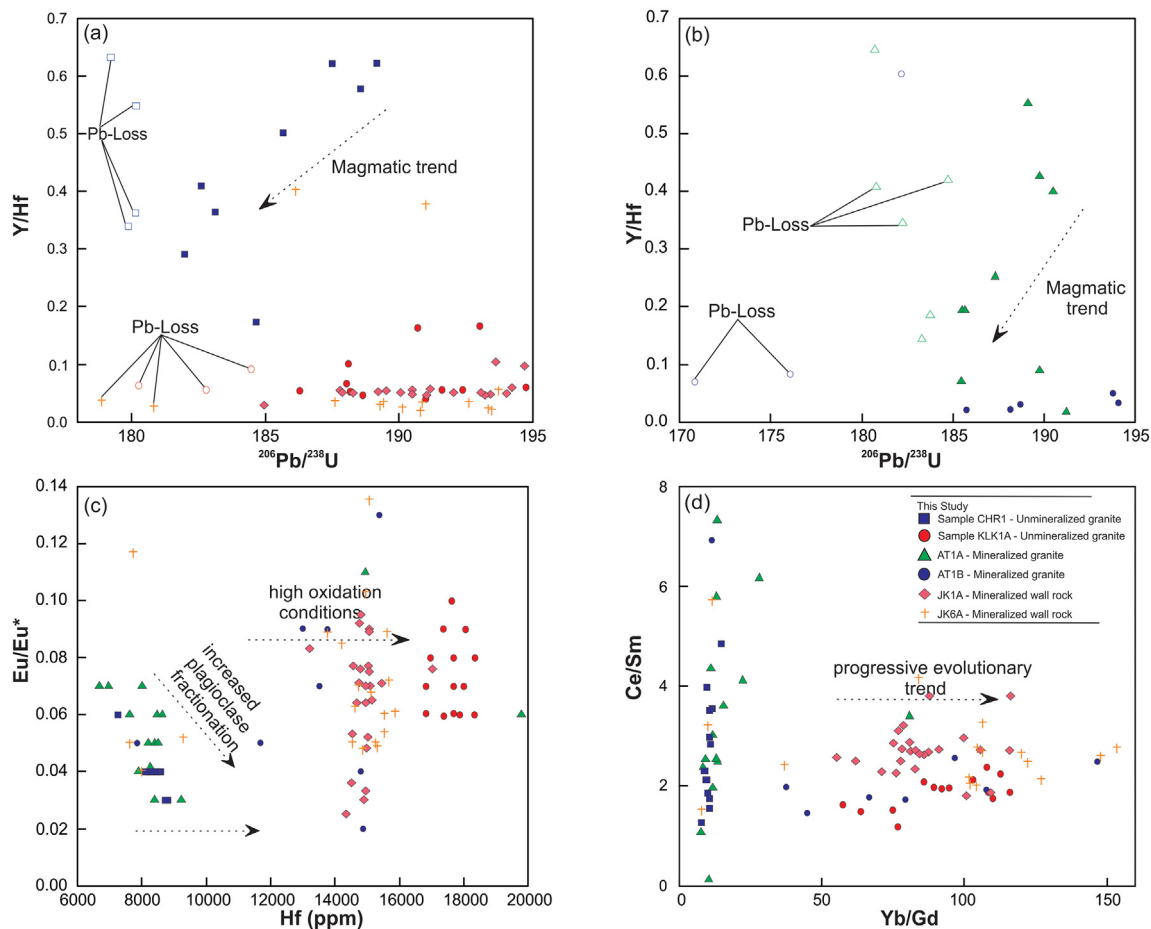 (a)
0.7
0.6
0.5
0.4
0.3
0.2
0.1
0.0
Y/Hf
Pb-Loss
Magmatic trend
Pb-Loss
180
185
190
195
206Pb/238U
(b)
0.7
0.6
0.5
0.4
0.3
0.2
0.1
0.0
Y/Hf
Pb-Loss
Magmatic
trend
Pb-Loss
170
175
180
185
190
195
206Pb/238U
(c)
0.14
0.12
0.10
0.08
0.06
0.04
0.02
0.00
Eu/Eu*
high oxidation
conditions
increased
plagioclase
fractionation
6000
8000
10000
12000
14000
16000
18000
20000
Hf (ppm)
(d)
8
6
4
2
0
Ce/Sm
This Study
Sample CHR1 - Unmineralized granite
Sample KLK1A - Unmineralized granite
AT1A - Mineralized granite
AT1B - Mineralized granite
JK1A - Mineralized wall rock
JK6A - Mineralized wall rock
progressive evolutionary
trend
0
50
100
150
Yb/Gd